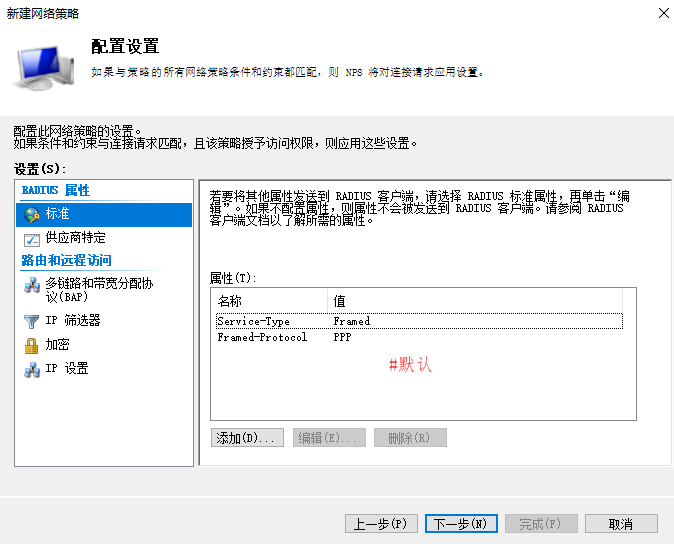 新建网络策略
配置设置
如果与策略的所有网络策略条件和约束都匹配，则 NPS 将对连接请求应用设置。
配置此网络策略的设置。
如果条件和约束与连接请求匹配，且该策略授予访问权限，则应用这些设置。
设置(S):
RADIUS 属性
标准
供应商特定
路由和远程访问
多链路和带宽分配协
议(BAP)
IP 筛选器
加密
IP 设置
若要将其他属性发送到 RADIUS 客户端，请选择 RADIUS 标准属性，再单击“编
辑”。如果不配置属性，则属性不会被发送到 RADIUS 客户端。请参阅 RADIUS
客户端文档以了解所需的属性。
属性(T):
名称 值
Service-Type Framed
Framed-Protocol PPP
#默认
添加(D)... 编辑(E)... 删除(R)
上一步(P) 下一步(N) 完成(F) 取消